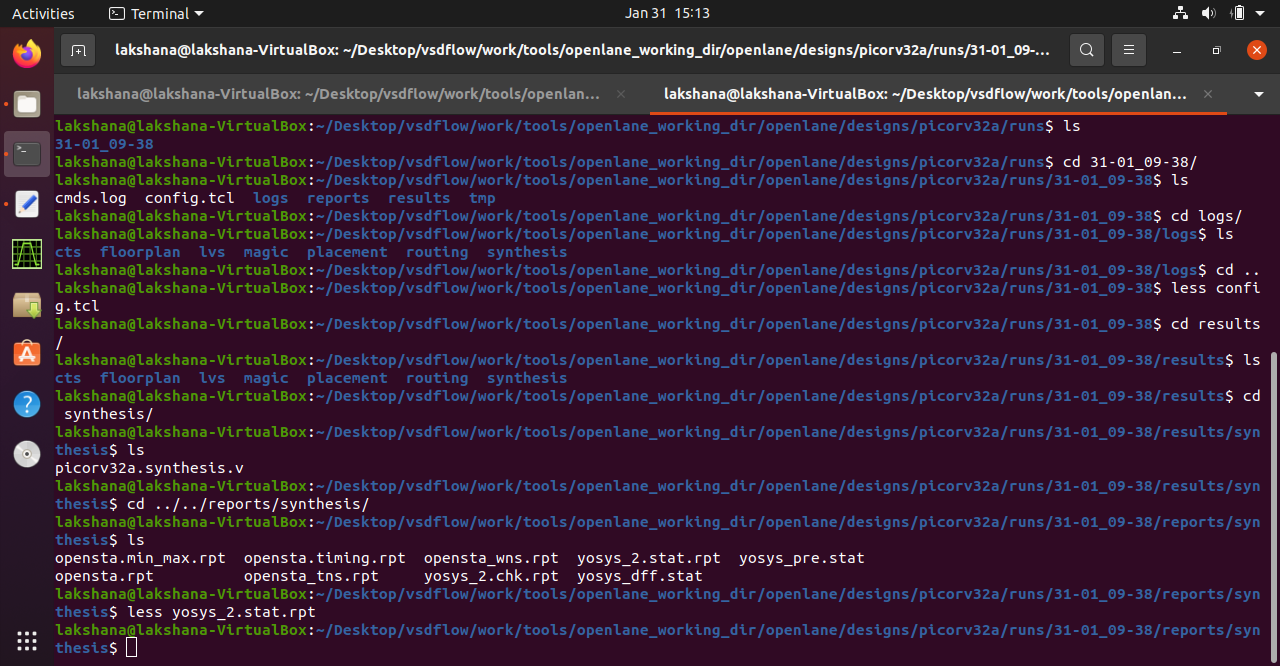 Activities Terminal Jan 31 15:13
lakshana@lakshana-VirtualBox: ~/Desktop/vsdflow/work/tools/openlane_working_dir/openlane/designs/picorv32a/runs/31-01_09-...
lakshana@lakshana-VirtualBox: ~/Desktop/vsdflow/work/tools/openlan... lakshana@lakshana-VirtualBox: ~/Desktop/vsdflow/work/tools/openlan...
lakshana@lakshana-VirtualBox:~/Desktop/vsdflow/work/tools/openlane_working_dir/openlane/designs/picorv32a/runs$ ls
31-01_09-38
lakshana@lakshana-VirtualBox:~/Desktop/vsdflow/work/tools/openlane_working_dir/openlane/designs/picorv32a/runs$ cd 31-01_09-38/
lakshana@lakshana-VirtualBox:~/Desktop/vsdflow/work/tools/openlane_working_dir/openlane/designs/picorv32a/runs/31-01_09-38$ ls
cmds.log  config.tcl  logs  reports  results  tmp
lakshana@lakshana-VirtualBox:~/Desktop/vsdflow/work/tools/openlane_working_dir/openlane/designs/picorv32a/runs/31-01_09-38$ cd logs/
lakshana@lakshana-VirtualBox:~/Desktop/vsdflow/work/tools/openlane_working_dir/openlane/designs/picorv32a/runs/31-01_09-38/logs$ ls
cts  floorplan  lvs  magic  placement  routing  synthesis
lakshana@lakshana-VirtualBox:~/Desktop/vsdflow/work/tools/openlane_working_dir/openlane/designs/picorv32a/runs/31-01_09-38/logs$ cd ..
lakshana@lakshana-VirtualBox:~/Desktop/vsdflow/work/tools/openlane_working_dir/openlane/designs/picorv32a/runs/31-01_09-38$ less confi
g.tcl
lakshana@lakshana-VirtualBox:~/Desktop/vsdflow/work/tools/openlane_working_dir/openlane/designs/picorv32a/runs/31-01_09-38$ cd results
/
lakshana@lakshana-VirtualBox:~/Desktop/vsdflow/work/tools/openlane_working_dir/openlane/designs/picorv32a/runs/31-01_09-38/results$ ls
cts  floorplan  lvs  magic  placement  routing  synthesis
lakshana@lakshana-VirtualBox:~/Desktop/vsdflow/work/tools/openlane_working_dir/openlane/designs/picorv32a/runs/31-01_09-38/results$ cd
 synthesis/
lakshana@lakshana-VirtualBox:~/Desktop/vsdflow/work/tools/openlane_working_dir/openlane/designs/picorv32a/runs/31-01_09-38/results/syn
thesis$ ls
picorv32a.synthesis.v
lakshana@lakshana-VirtualBox:~/Desktop/vsdflow/work/tools/openlane_working_dir/openlane/designs/picorv32a/runs/31-01_09-38/results/syn
thesis$ cd ../../reports/synthesis/
lakshana@lakshana-VirtualBox:~/Desktop/vsdflow/work/tools/openlane_working_dir/openlane/designs/picorv32a/runs/31-01_09-38/reports/syn
thesis$ ls
opensta.min_max.rpt  opensta.timing.rpt  opensta_wns.rpt  yosys_2.stat.rpt  yosys_pre.stat
opensta.rpt          opensta_tns.rpt     yosys_2.chk.rpt  yosys_dff.stat
lakshana@lakshana-VirtualBox:~/Desktop/vsdflow/work/tools/openlane_working_dir/openlane/designs/picorv32a/runs/31-01_09-38/reports/syn
thesis$ less yosys_2.stat.rpt
lakshana@lakshana-VirtualBox:~/Desktop/vsdflow/work/tools/openlane_working_dir/openlane/designs/picorv32a/runs/31-01_09-38/reports/syn
thesis$